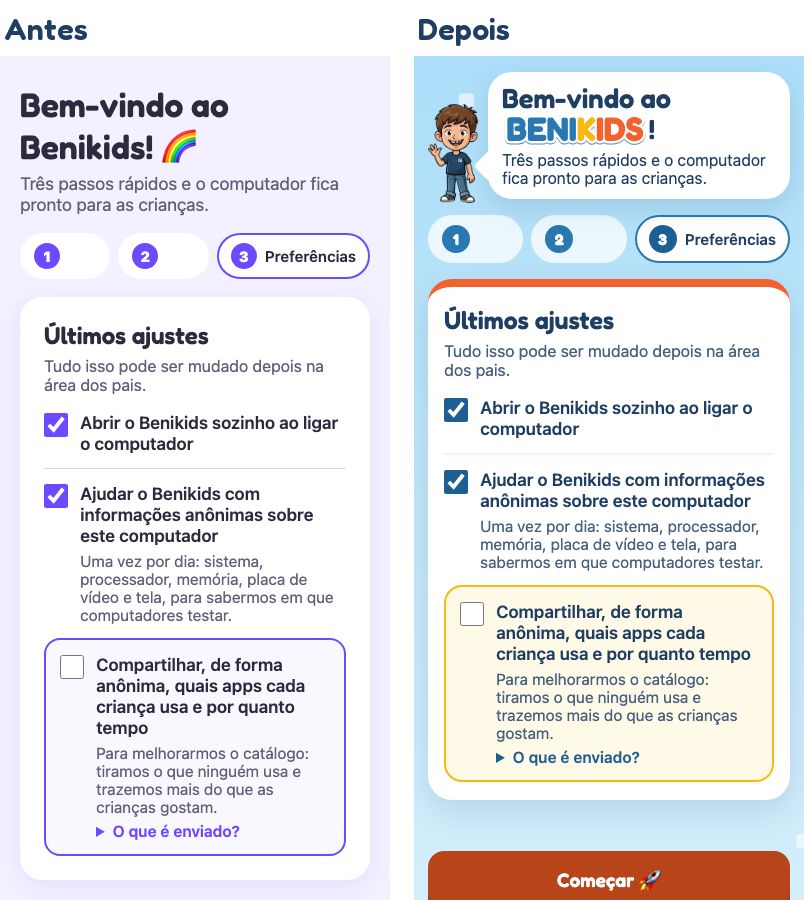 Antes
Bem-vindo ao
Benikids! 🌈
Três passos rápidos e o computador fica
pronto para as crianças.
1
2
3 Preferências
Últimos ajustes
Tudo isso pode ser mudado depois na
área dos pais.
Abrir o Benikids sozinho ao ligar
o computador
Ajudar o Benikids com
informações anônimas sobre
este computador
Uma vez por dia: sistema,
processador, memória, placa de
vídeo e tela, para sabermos em que
computadores testar.
Compartilhar, de forma
anônima, quais apps cada
criança usa e por quanto
tempo
Para melhorarmos o catálogo:
tiramos o que ninguém usa e
trazemos mais do que as
crianças gostam.
▶ O que é enviado?
Depois
Bem-vindo ao
BENIKIDS !
Três passos rápidos e o computador
fica pronto para as crianças.
1
2
3 Preferências
Últimos ajustes
Tudo isso pode ser mudado depois na área
dos pais.
Abrir o Benikids sozinho ao ligar o
computador
Ajudar o Benikids com informações
anônimas sobre este computador
Uma vez por dia: sistema, processador,
memória, placa de vídeo e tela, para
sabermos em que computadores testar.
Compartilhar, de forma
anônima, quais apps cada
criança usa e por quanto tempo
Para melhorarmos o catálogo:
tiramos o que ninguém usa e
trazemos mais do que as crianças
gostam.
▶ O que é enviado?
Começar 🚀